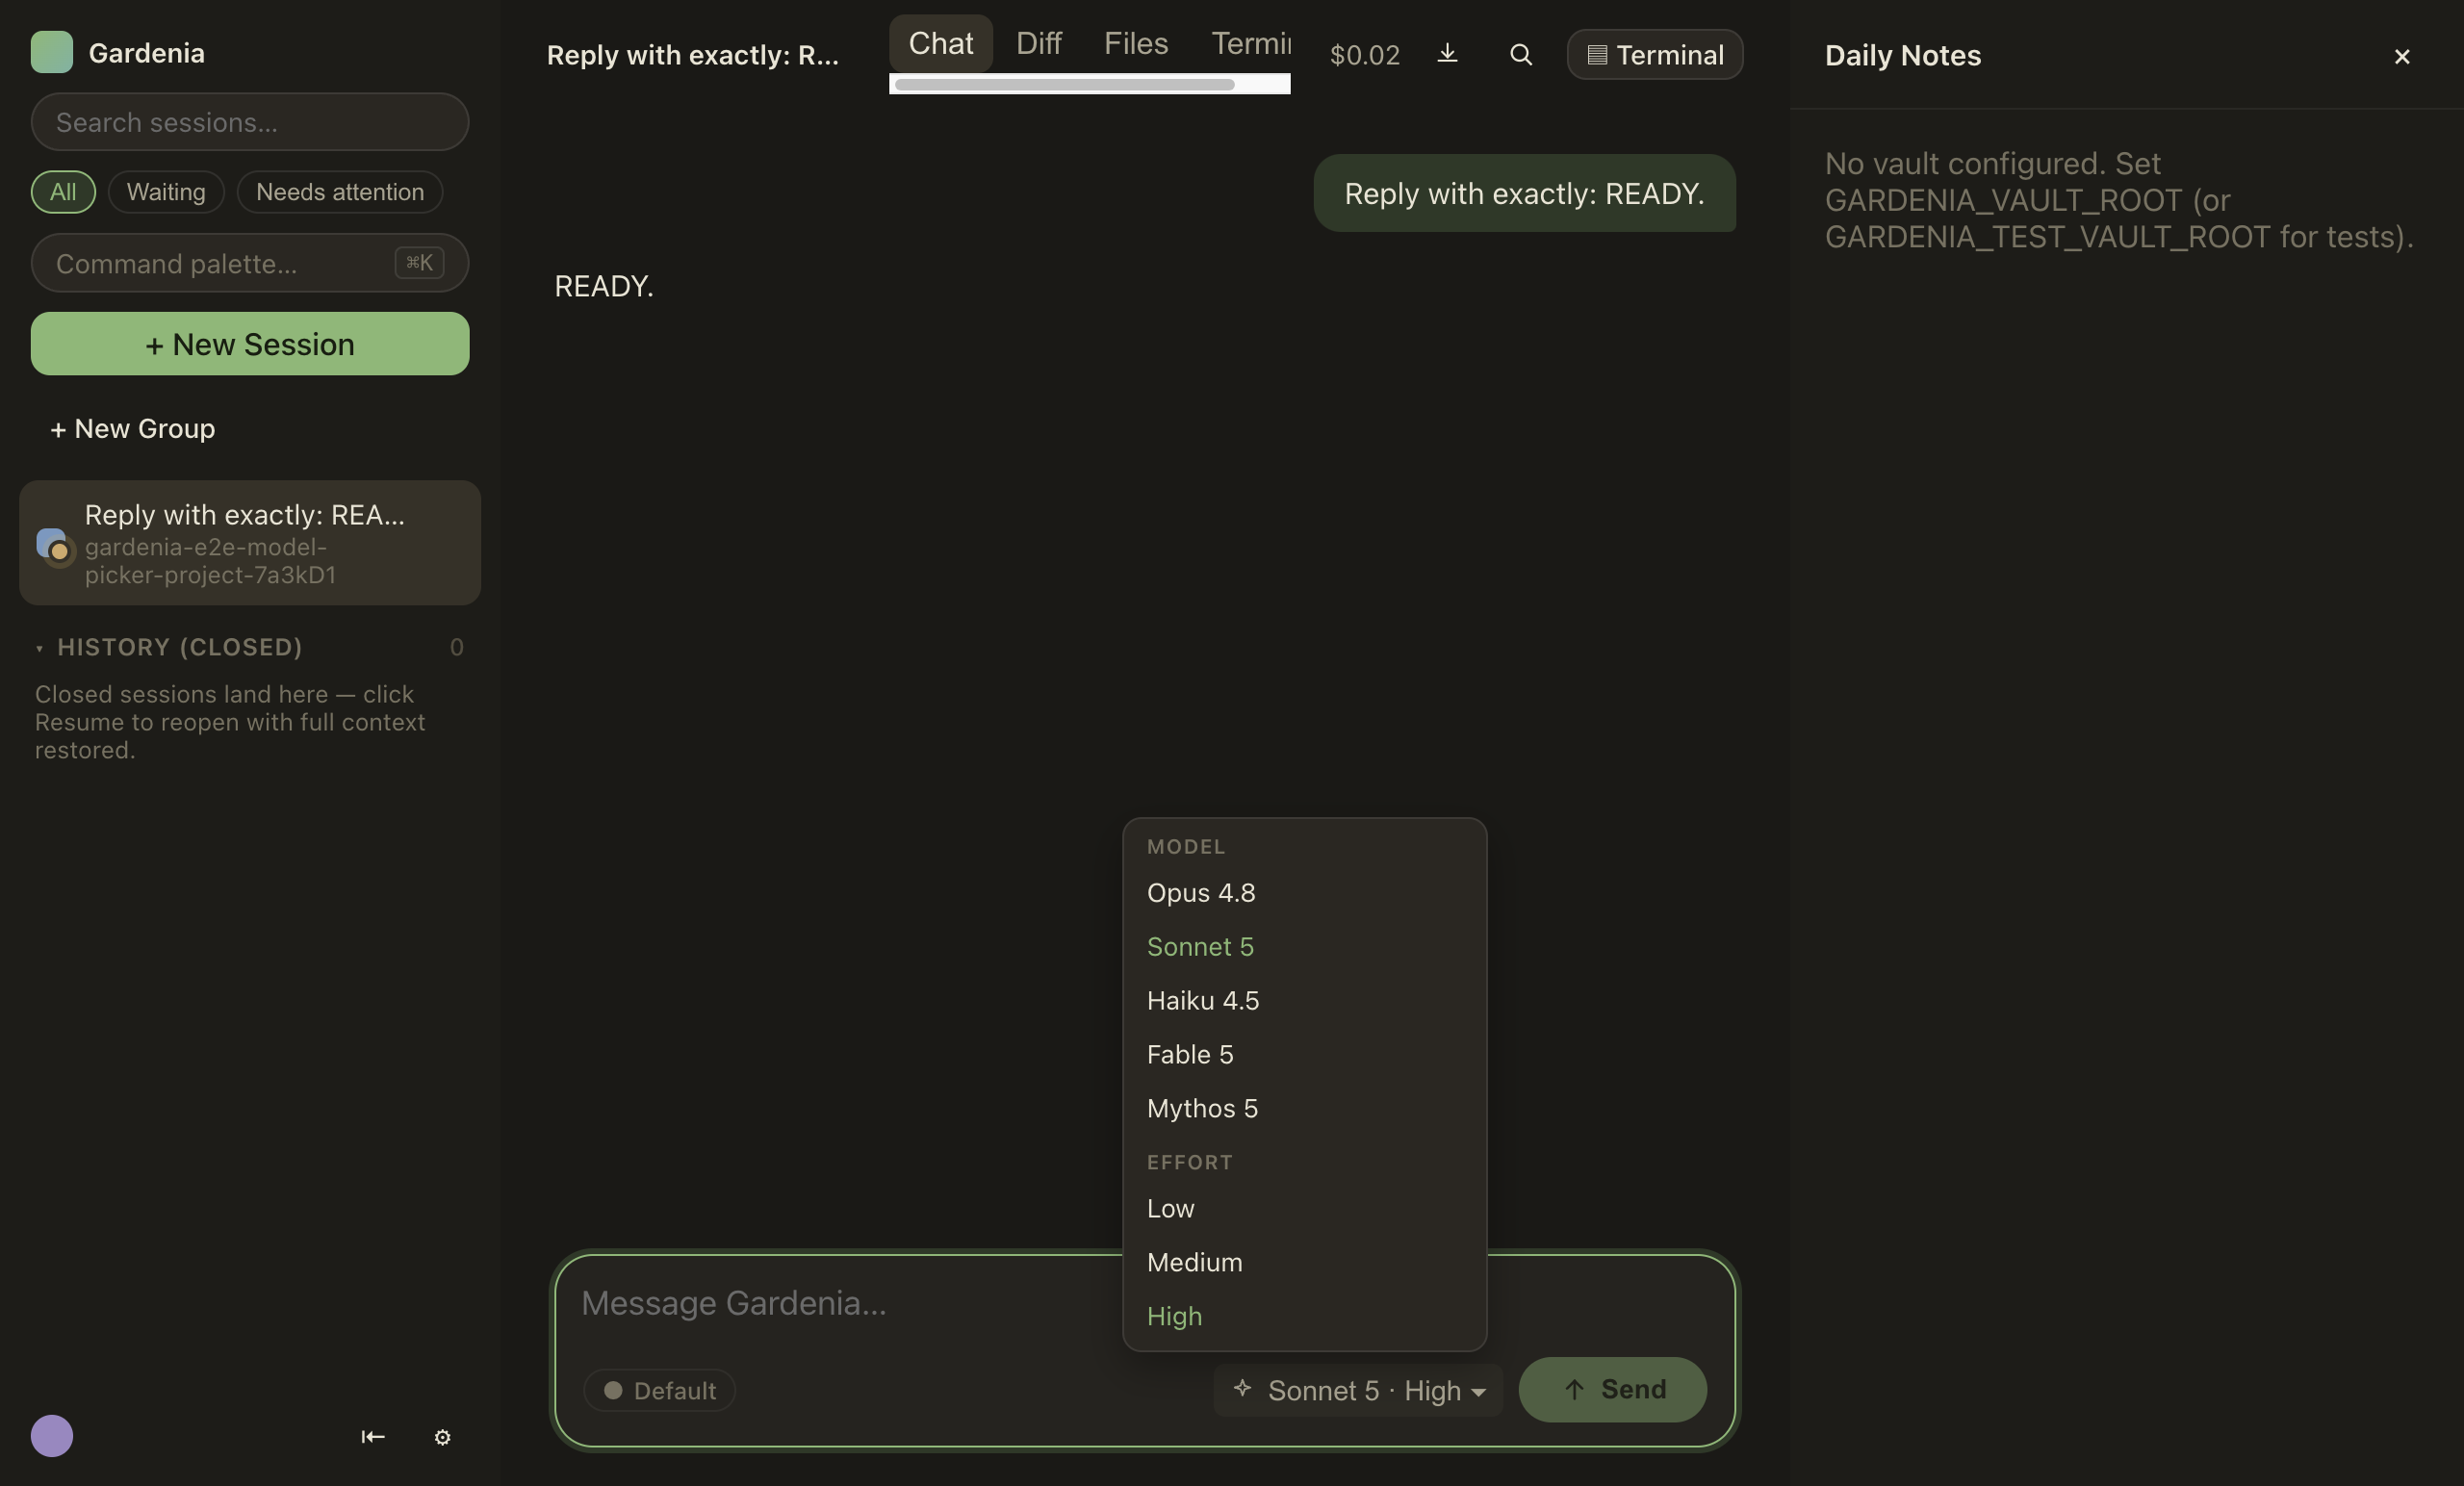 Gardenia
Search sessions...
All
Waiting
Needs attention
Command palette...
⌘K
+ New Session
+ New Group
Reply with exactly: REA...
gardenia-e2e-model-
picker-project-7a3kD1
HISTORY (CLOSED)
0
Closed sessions land here — click
Resume to reopen with full context
restored.
Reply with exactly: R...
Chat
Diff
Files
Termin
$0.02
Terminal
Reply with exactly: READY.
READY.
MODEL
Opus 4.8
Sonnet 5
Haiku 4.5
Fable 5
Mythos 5
EFFORT
Low
Medium
High
Message Gardenia...
Default
Sonnet 5 · High
Send
Daily Notes
No vault configured. Set
GARDENIA_VAULT_ROOT (or
GARDENIA_TEST_VAULT_ROOT for tests).